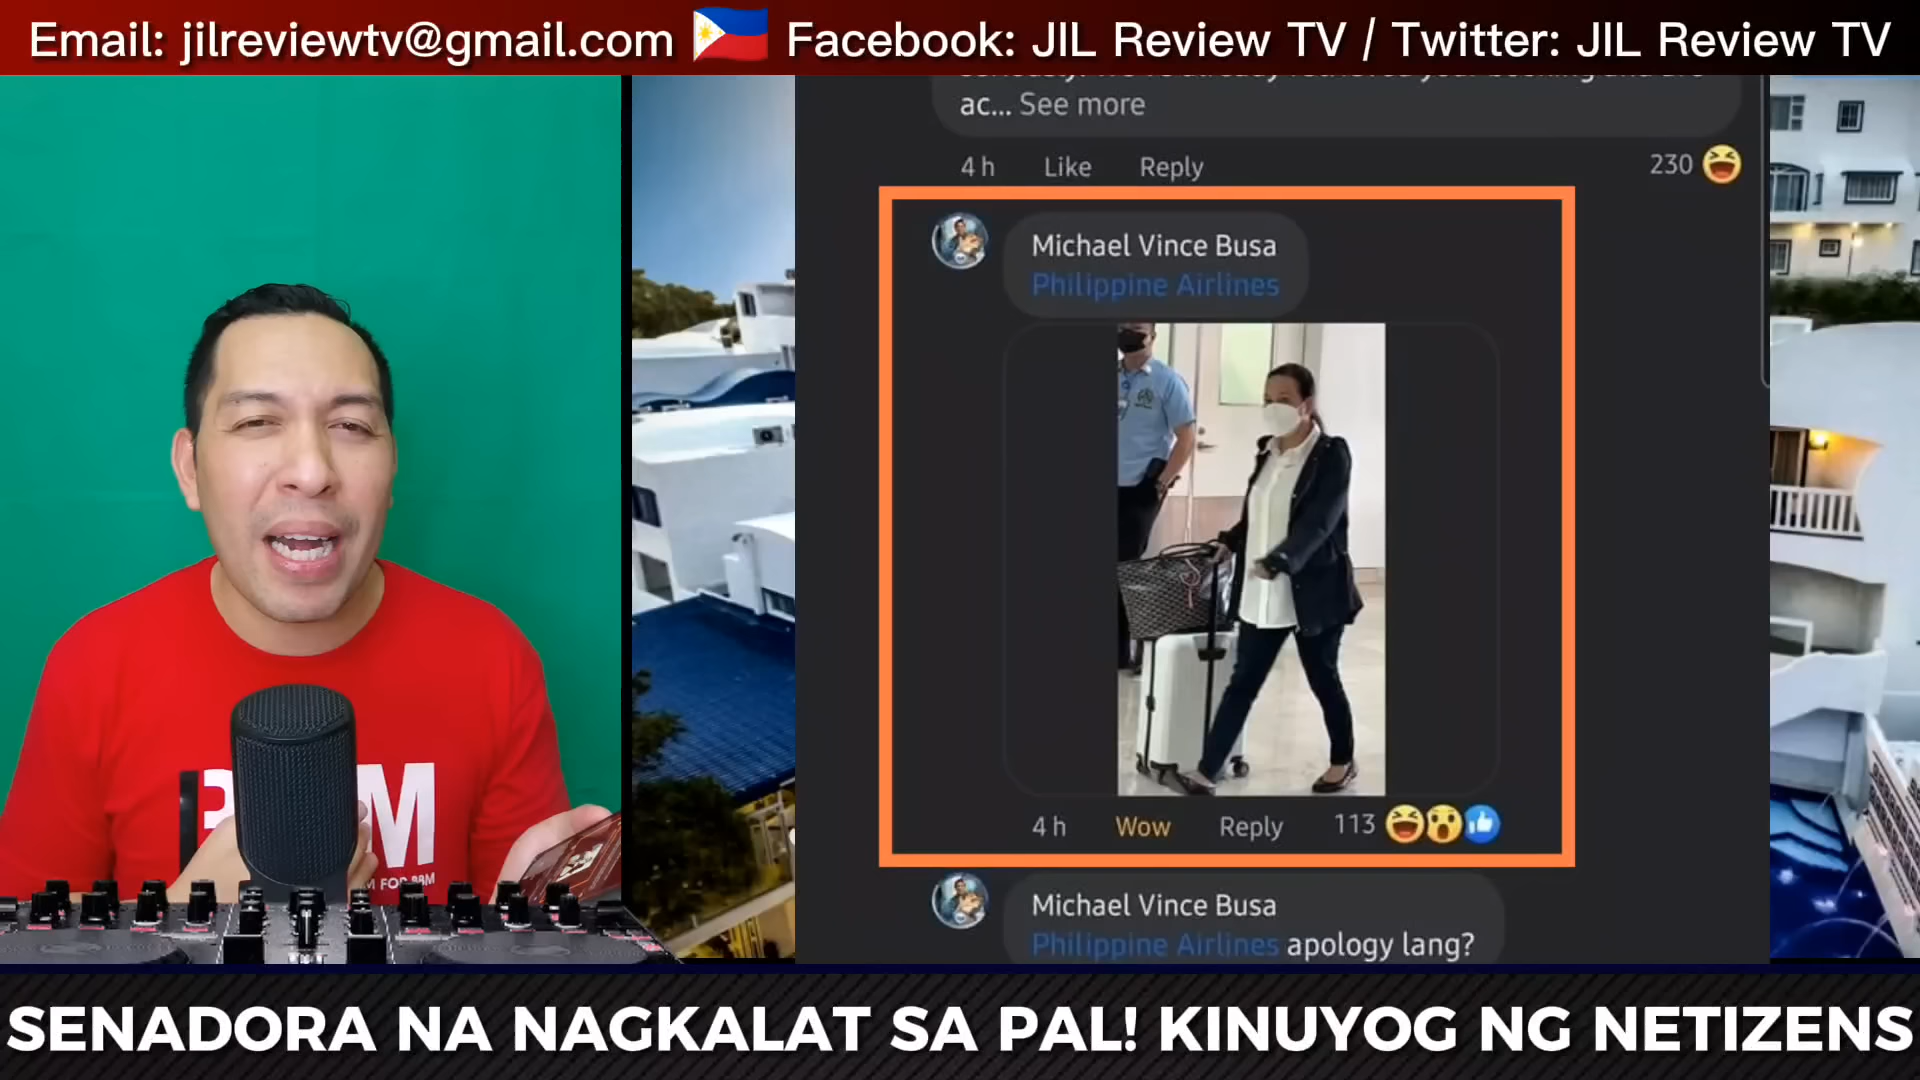 Email: jilreviewtv@gmail.com 🇵🇭 Facebook: JIL Review TV / Twitter: JIL Review TV
ac... See more
4 h Like Reply 230
Michael Vince Busa
Philippine Airlines
4 h Wow Reply 113
Michael Vince Busa
Philippine Airlines apology lang?
M
M FOR BBM
SENADORA NA NAGKALAT SA PAL! KINUYOG NG NETIZENS